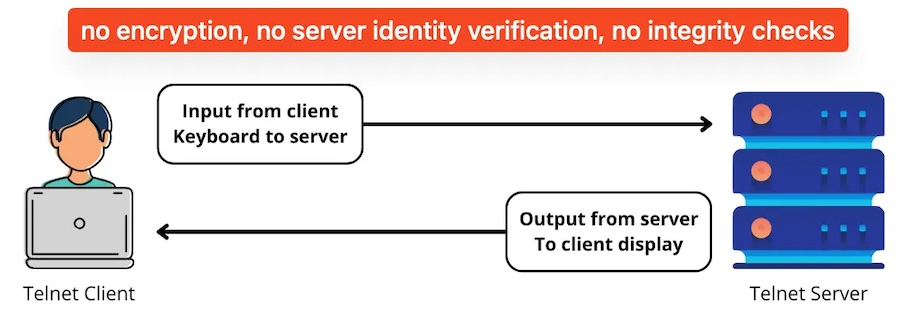 no encryption, no server identity verification, no integrity checks
Input from client
Keyboard to server
Output from server
To client display
Telnet Client
Telnet Server